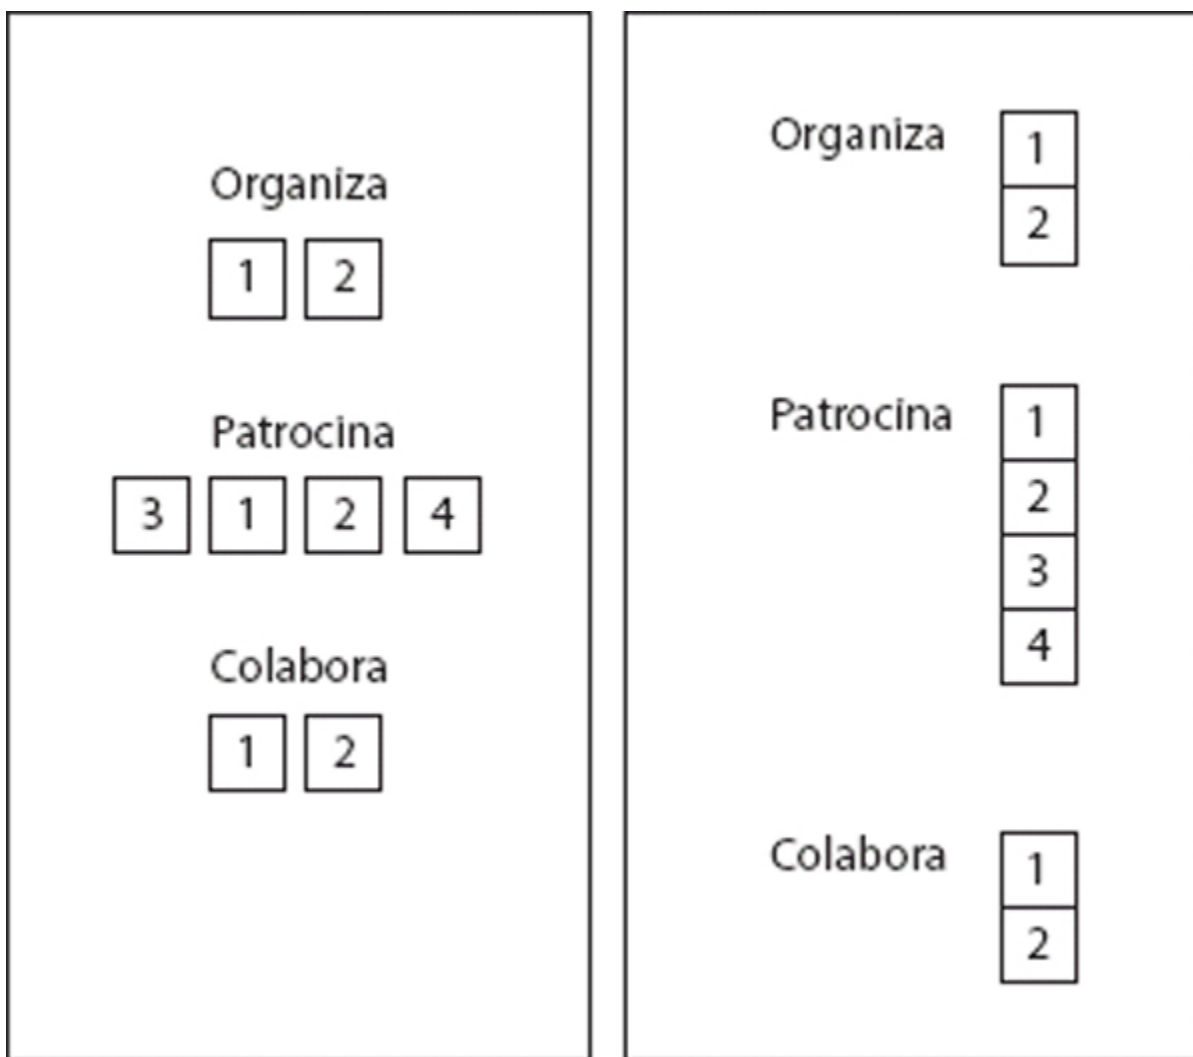 Organiza
1 2
Patrocina
3 1 2 4
Colabora
1 2
Organiza 1
2
Patrocina 1
2
3
4
Colabora 1
2